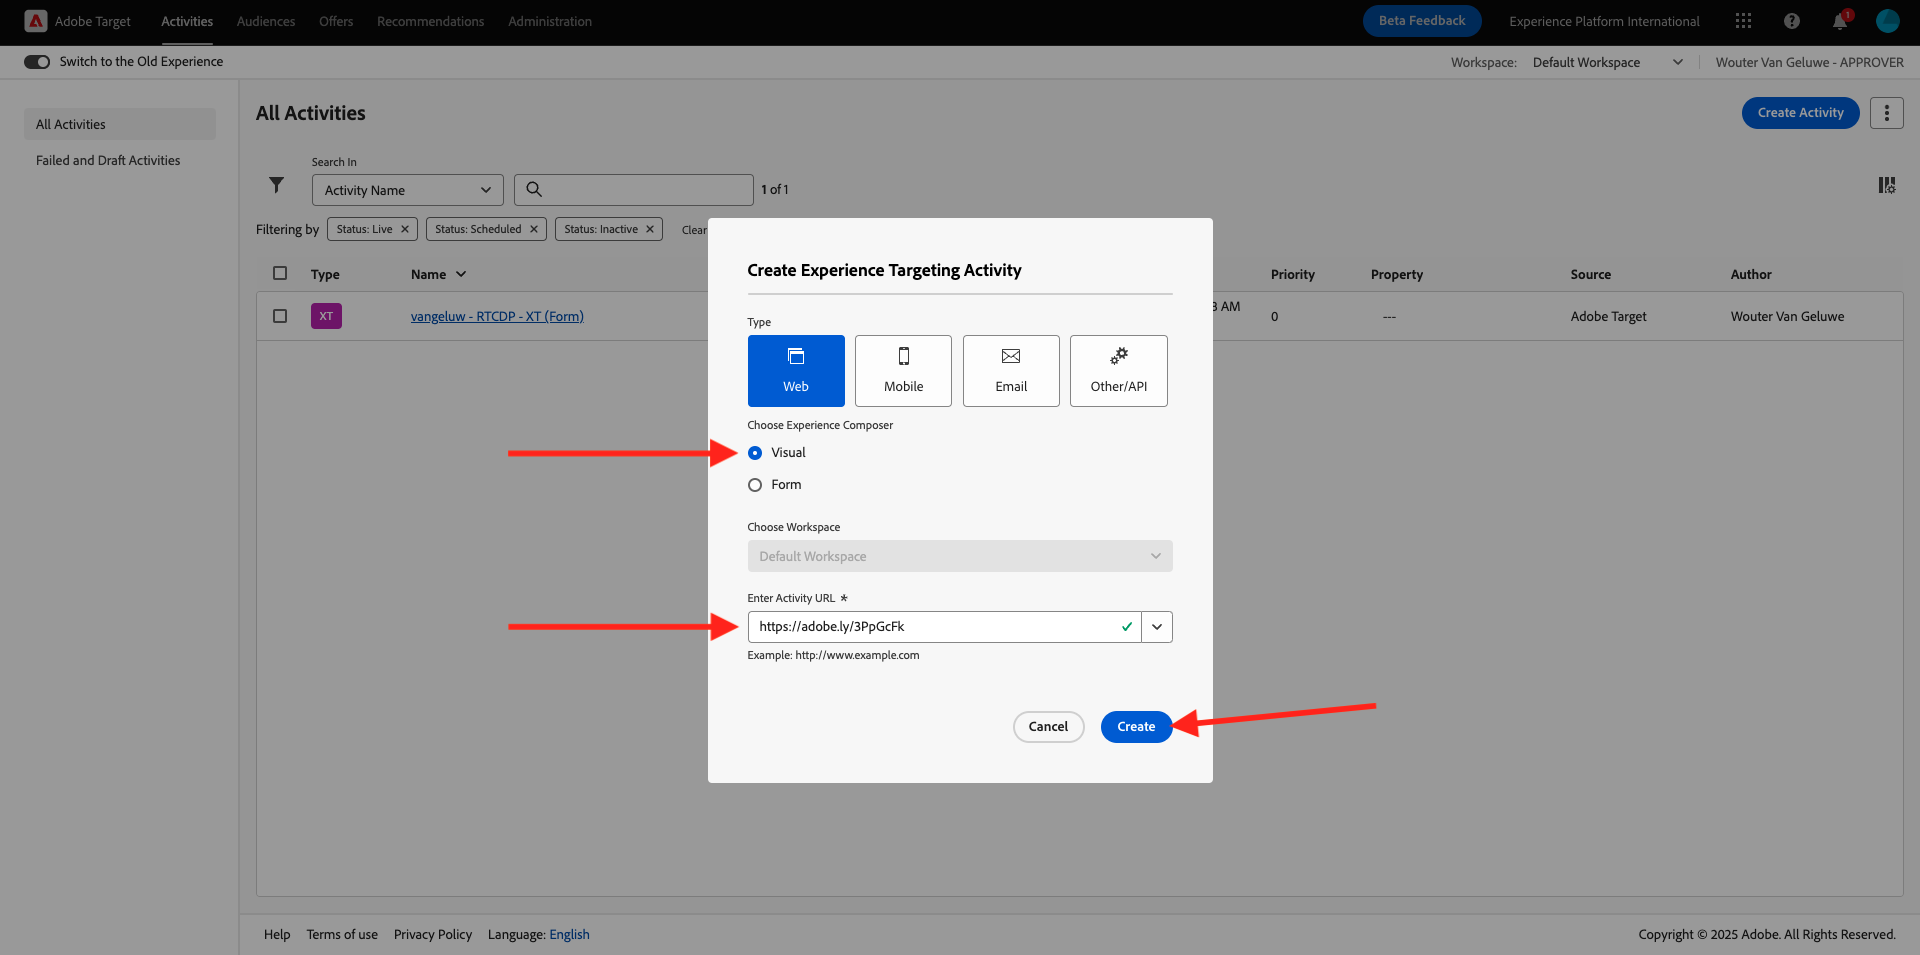 Adobe Target Activities Audiences Offers Recommendations Administration Beta Feedback Experience Platform International 1
Switch to the Old Experience Workspace: Default Workspace Wouter Van Geluwe - APPROVER
All Activities
Failed and Draft Activities
All Activities Create Activity
Search In
Activity Name 1 of 1
Filtering by Status: Live Status: Scheduled Status: Inactive Clear
Type Name Priority Property Source Author
XT vangeluw - RTCDP - XT (Form) 3 AM 0 --- Adobe Target Wouter Van Geluwe
Create Experience Targeting Activity
Type
Web Mobile Email Other/API
Choose Experience Composer
Visual
Form
Choose Workspace
Default Workspace
Enter Activity URL *
https://adobe.ly/3PpGcFk
Example: http://www.example.com
Cancel Create
Help Terms of use Privacy Policy Language: English Copyright © 2025 Adobe. All Rights Reserved.